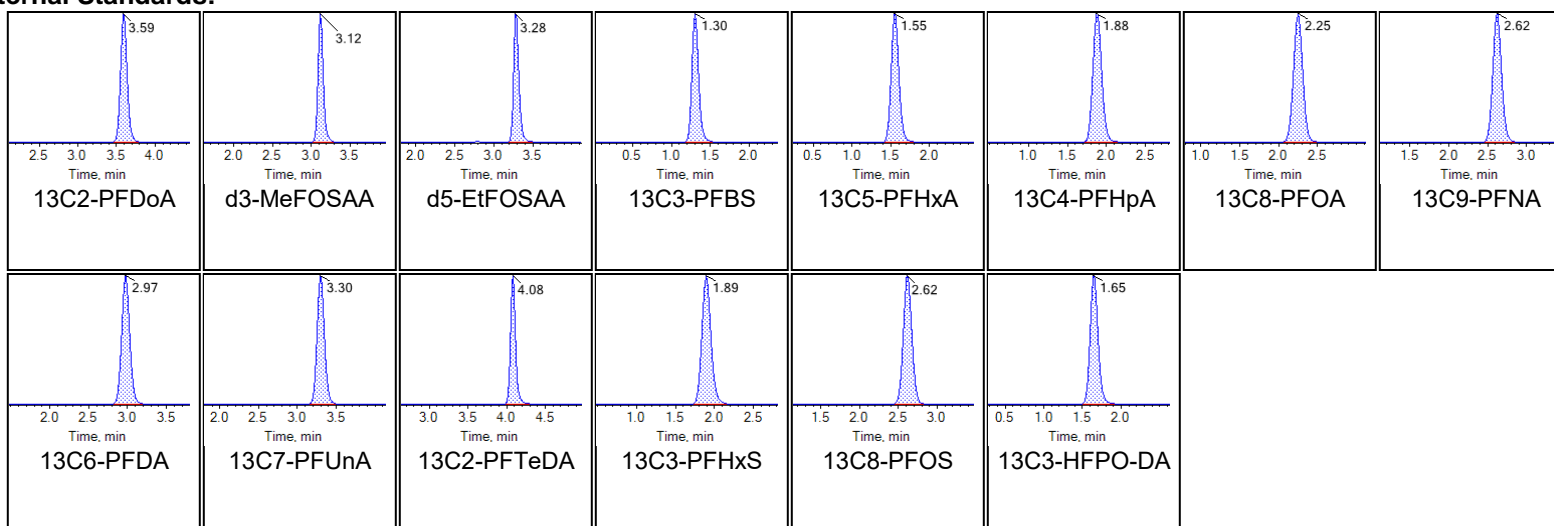 ternal Standards:
3.59
2.5 3.0 3.5 4.0
Time, min
13C2-PFDoA
3.12
2.0 2.5 3.0 3.5
Time, min
d3-MeFOSAA
3.28
2.0 2.5 3.0 3.5
Time, min
d5-EtFOSAA
1.30
0.5 1.0 1.5 2.0
Time, min
13C3-PFBS
1.55
0.5 1.0 1.5 2.0
Time, min
13C5-PFHxA
1.88
1.0 1.5 2.0 2.5
Time, min
13C4-PFHpA
2.25
1.0 1.5 2.0 2.5
Time, min
13C8-PFOA
2.62
1.5 2.0 2.5 3.0
Time, min
13C9-PFNA
2.97
2.0 2.5 3.0 3.5
Time, min
13C6-PFDA
3.30
2.0 2.5 3.0 3.5
Time, min
13C7-PFUnA
4.08
3.0 3.5 4.0 4.5
Time, min
13C2-PFTeDA
1.89
1.0 1.5 2.0 2.5
Time, min
13C3-PFHxS
2.62
1.5 2.0 2.5 3.0
Time, min
13C8-PFOS
1.65
0.5 1.0 1.5 2.0
Time, min
13C3-HFPO-DA